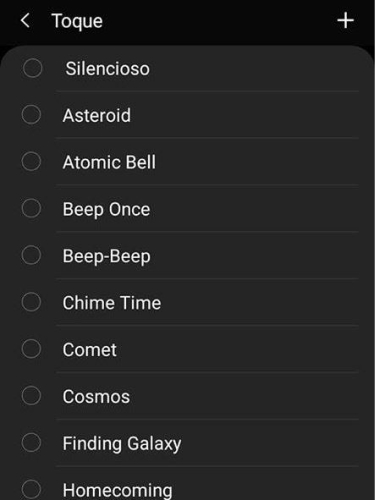 Toque
Silencioso
Asteroid
Atomic Bell
Beep Once
Beep-Beep
Chime Time
Comet
Cosmos
Finding Galaxy
Homecoming